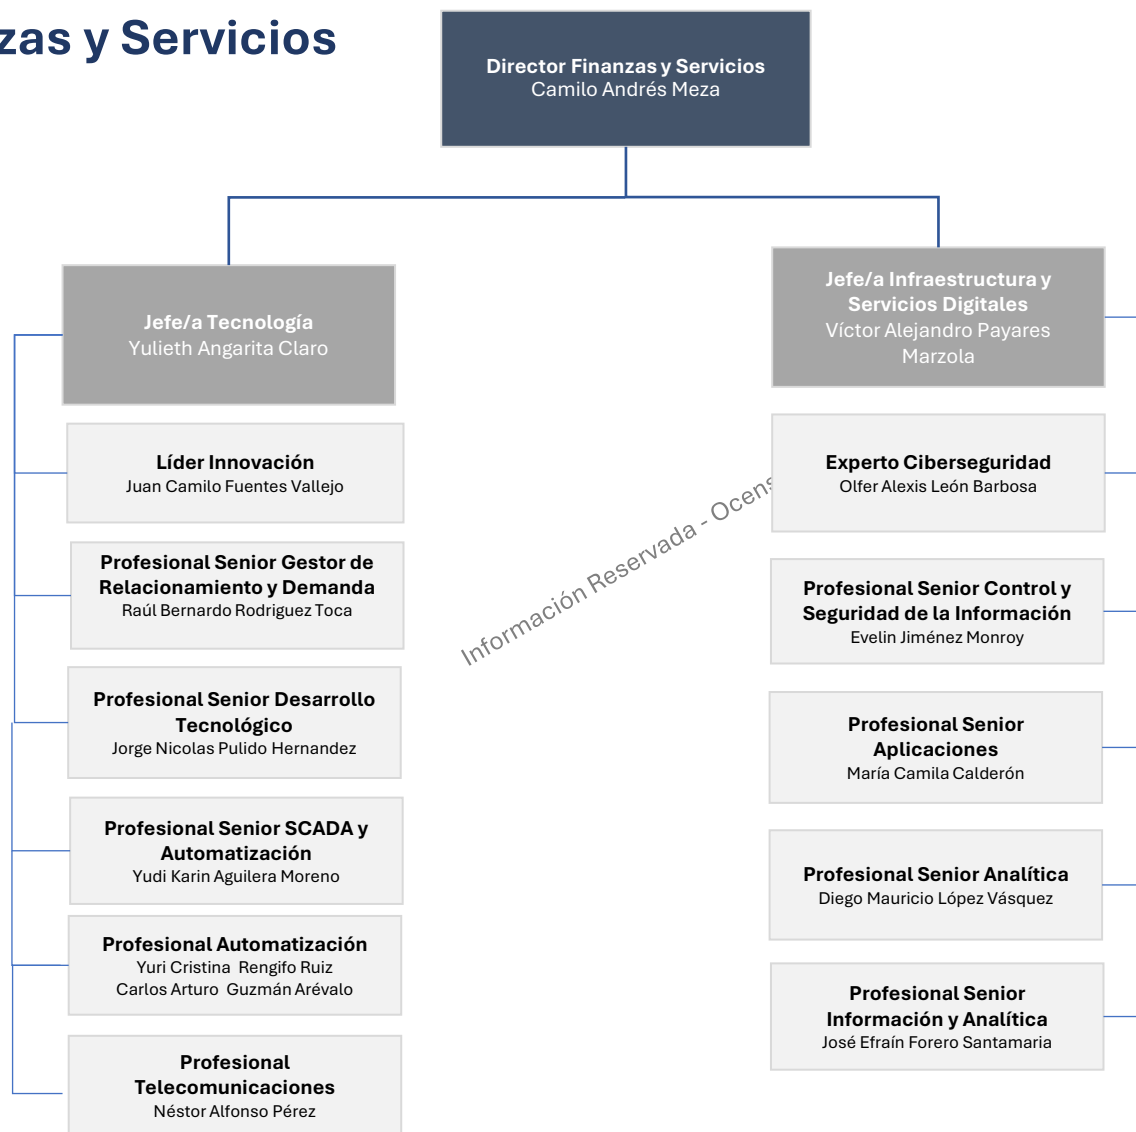 zas y Servicios
Director Finanzas y Servicios
Camilo Andrés Meza
Jefe/a Tecnología
Yulieth Angarita Claro
Líder Innovación
Juan Camilo Fuentes Vallejo
Profesional Senior Gestor de
Relacionamiento y Demanda
Raúl Bernardo Rodriguez Toca
Profesional Senior Desarrollo
Tecnológico
Jorge Nicolas Pulido Hernandez
Profesional Senior SCADA y
Automatización
Yudi Karin Aguilera Moreno
Profesional Automatización
Yuri Cristina Rengifo Ruiz
Carlos Arturo Guzmán Arévalo
Profesional
Telecomunicaciones
Néstor Alfonso Pérez
Información Reservada - Ocens
Jefe/a Infraestructura y
Servicios Digitales
Víctor Alejandro Payares
Marzola
Experto Ciberseguridad
Olfer Alexis León Barbosa
Profesional Senior Control y
Seguridad de la Información
Evelin Jiménez Monroy
Profesional Senior
Aplicaciones
María Camila Calderón
Profesional Senior Analítica
Diego Mauricio López Vásquez
Profesional Senior
Información y Analítica
José Efraín Forero Santamaria